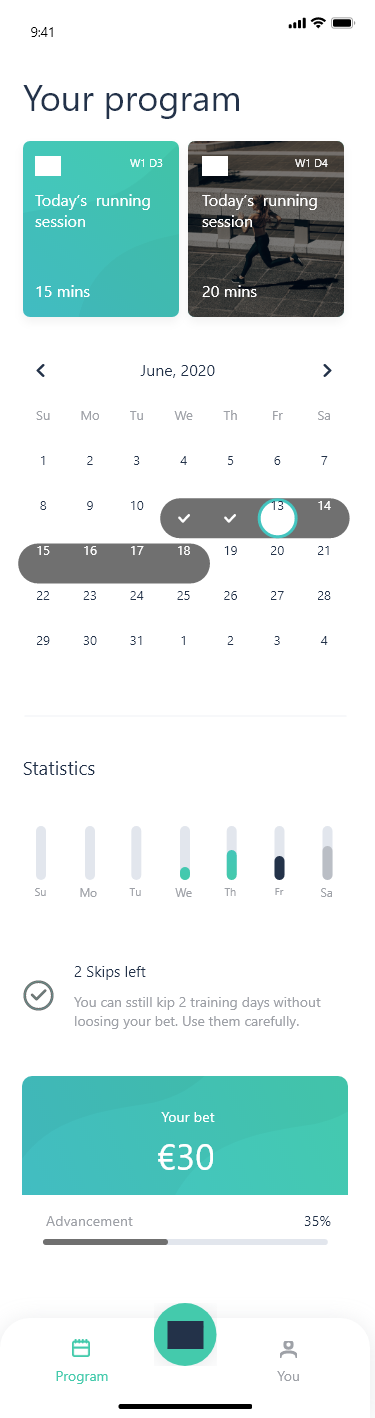 9:41
Your program
W1 D3
Today's running
session
15 mins
W1 D4
Today's running
session
20 mins
June, 2020
Su Mo Tu We Th Fr Sa
1 2 3 4 5 6 7
8 9 10 13 14
15 16 17 18 19 20 21
22 23 24 25 26 27 28
29 30 31 1 2 3 4
Statistics
Su Mo Tu We Th Fr Sa
2 Skips left
You can sstill kip 2 training days without
loosing your bet. Use them carefully.
Your bet
€30
Advancement 35%
Program You